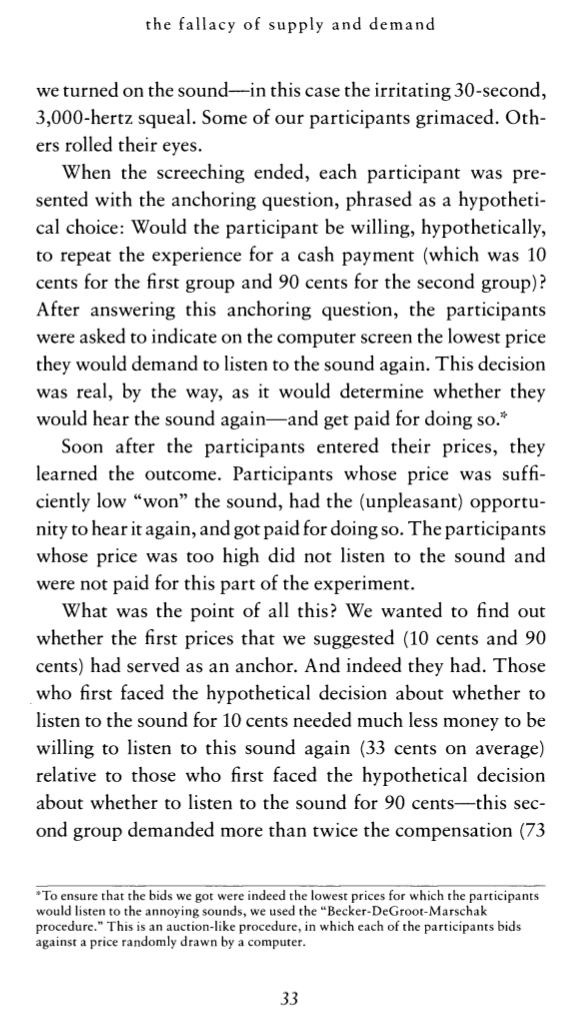 the fallacy of supply and demand
we turned on the sound—in this case the irritating 30-second,
3,000-hertz squeal. Some of our participants grimaced. Oth-
ers rolled their eyes.
When the screeching ended, each participant was pre-
sented with the anchoring question, phrased as a hypotheti-
cal choice: Would the participant be willing, hypothetically,
to repeat the experience for a cash payment (which was 10
cents for the first group and 90 cents for the second group)?
After answering this anchoring question, the participants
were asked to indicate on the computer screen the lowest price
they would demand to listen to the sound again. This decision
was real, by the way, as it would determine whether they
would hear the sound again—and get paid for doing so.*
Soon after the participants entered their prices, they
learned the outcome. Participants whose price was suffi-
ciently low “won” the sound, had the (unpleasant) opportu-
nity to hear it again, and got paid for doing so. The participants
whose price was too high did not listen to the sound and
were not paid for this part of the experiment.
What was the point of all this? We wanted to find out
whether the first prices that we suggested (10 cents and 90
cents) had served as an anchor. And indeed they had. Those
who first faced the hypothetical decision about whether to
listen to the sound for 10 cents needed much less money to be
willing to listen to this sound again (33 cents on average)
relative to those who first faced the hypothetical decision
about whether to listen to the sound for 90 cents—this sec-
ond group demanded more than twice the compensation (73
*To ensure that the bids we got were indeed the lowest prices for which the participants
would listen to the annoying sounds, we used the “Becker-DeGroot-Marschak
procedure.” This is an auction-like procedure, in which each of the participants bids
against a price randomly drawn by a computer.
33